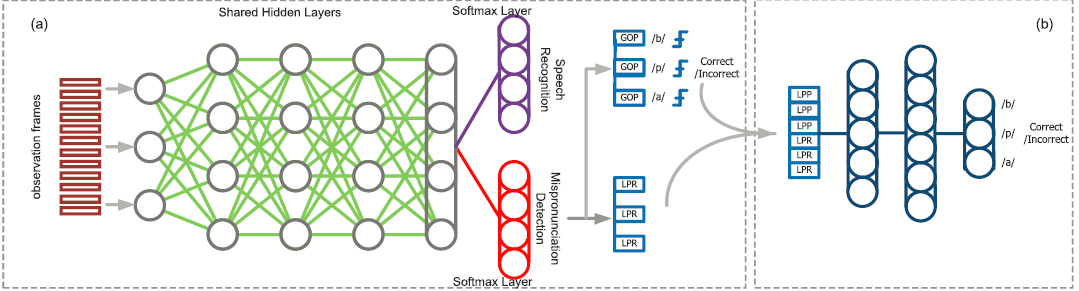 (a)
Shared Hidden Layers
Softmax Layer
observation frames
Speech
Recognition
Mispronunciation
Detection
Softmax Layer
GOP /b/
GOP /p/
GOP /a/
Correct
/Incorrect
LPR
LPR
LPR
(b)
LPP
LPP
LPP
LPR
LPR
LPR
/b/
/p/
/a/
Correct
/Incorrect